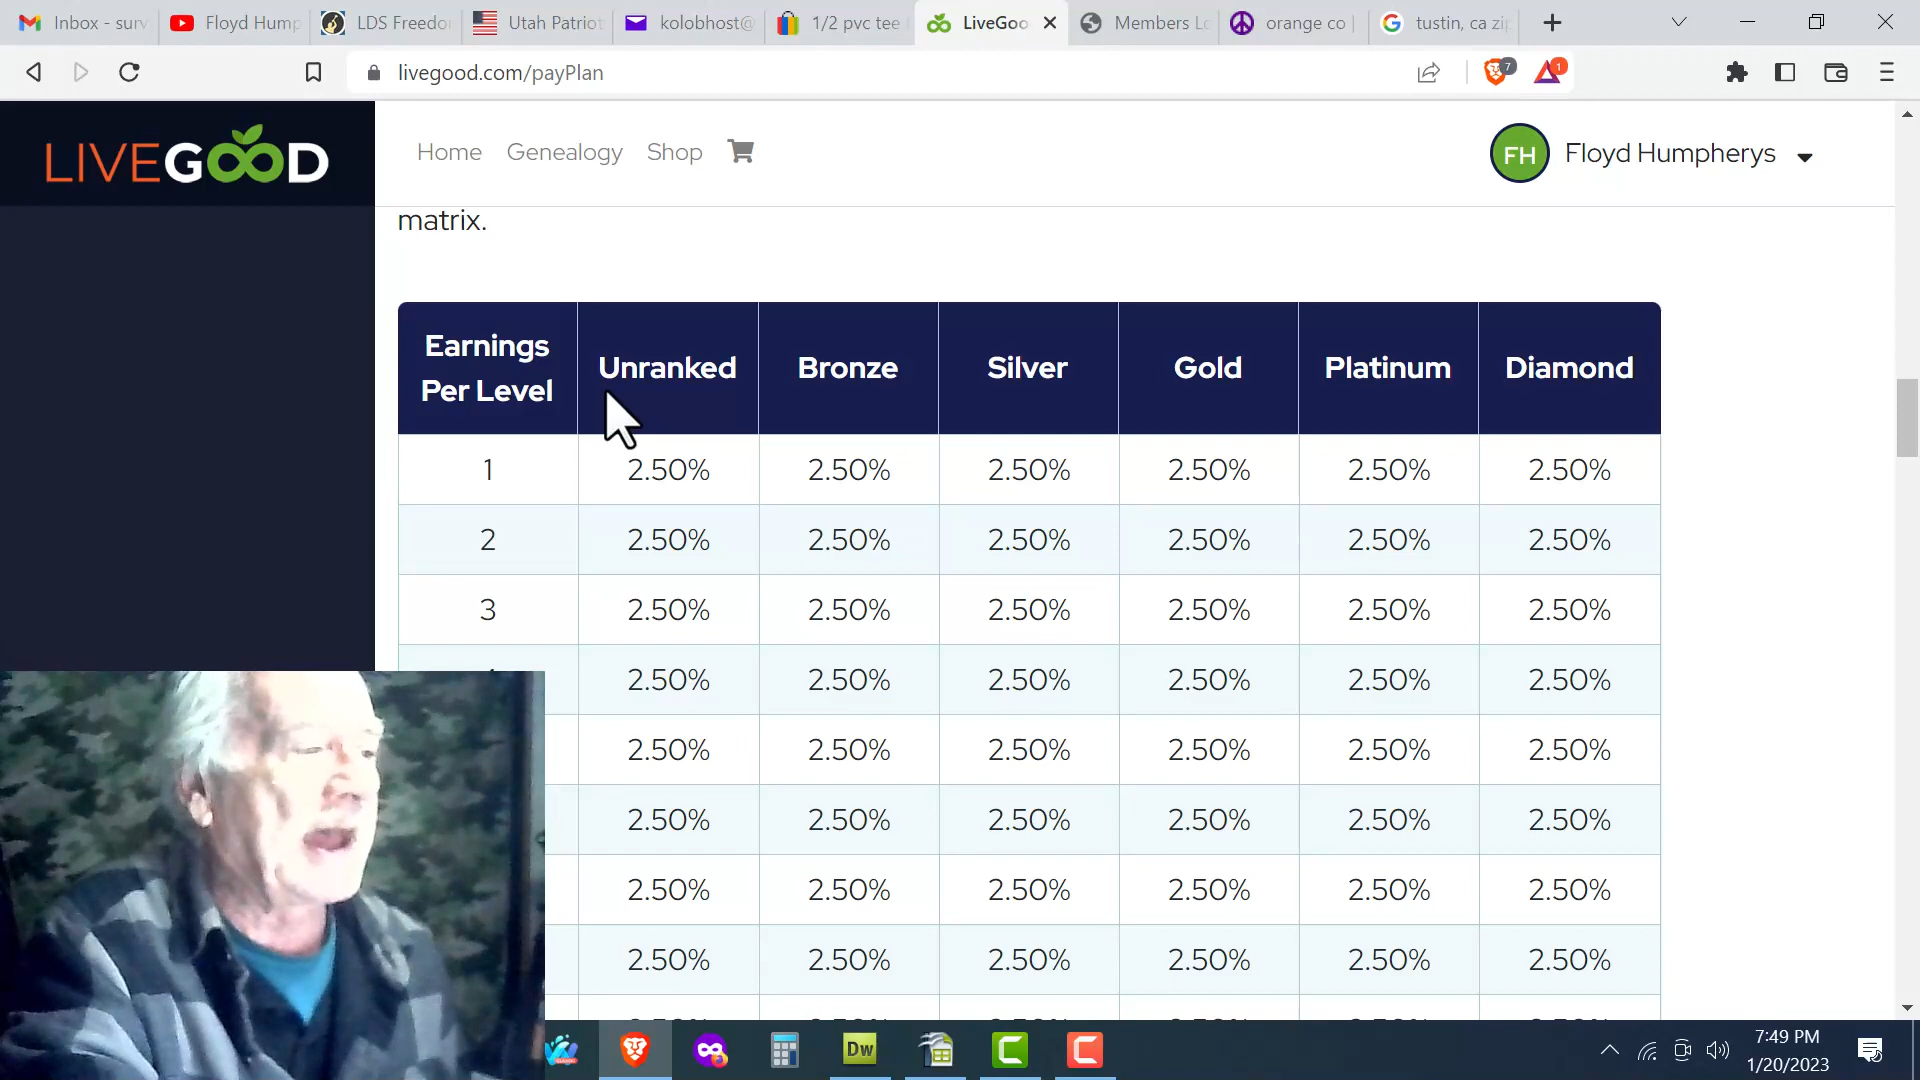 Inbox - surv
Floyd Hump
LDS Freedo
Utah Patriot
kolobhost@
1/2 pvc tee
LiveGoo
Members Lo
orange co
tustin, ca zip
livegood.com/payPlan
7
1
LIVEGOOD
Home Genealogy Shop
FH Floyd Humpherys
matrix.
Earnings Per Level Unranked Bronze Silver Gold Platinum Diamond
1 2.50% 2.50% 2.50% 2.50% 2.50% 2.50%
2 2.50% 2.50% 2.50% 2.50% 2.50% 2.50%
3 2.50% 2.50% 2.50% 2.50% 2.50% 2.50%
2.50% 2.50% 2.50% 2.50% 2.50% 2.50%
2.50% 2.50% 2.50% 2.50% 2.50% 2.50%
2.50% 2.50% 2.50% 2.50% 2.50% 2.50%
2.50% 2.50% 2.50% 2.50% 2.50% 2.50%
2.50% 2.50% 2.50% 2.50% 2.50% 2.50%
Dw
7:49 PM
1/20/2023